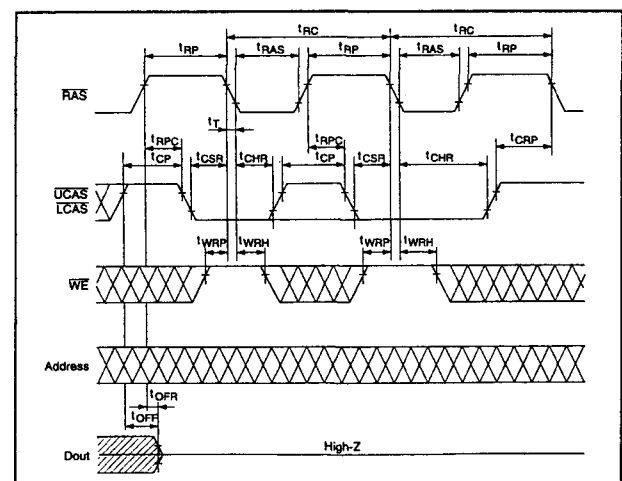 tRC tRC
tRP tRAS tRP tRAS tRP
RAS
tT
tRPC tRPC tCRP
tCP tCSR tCHR tCP tCSR tCHR
UCAS
LCAS
tWRP tWRH tWRP tWRH
WE
Address
tOFR
tOFF
High-Z
Dout